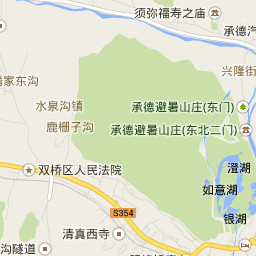 须弥福寿之庙
承德汽
兴隆街
家东沟
水泉沟镇
承德避暑山庄(东门)
鹿栅子沟
承德避暑山庄(东北二门)
双桥区人民法院
澄湖
如意湖
S354
银湖
清真西寺
沟隧道